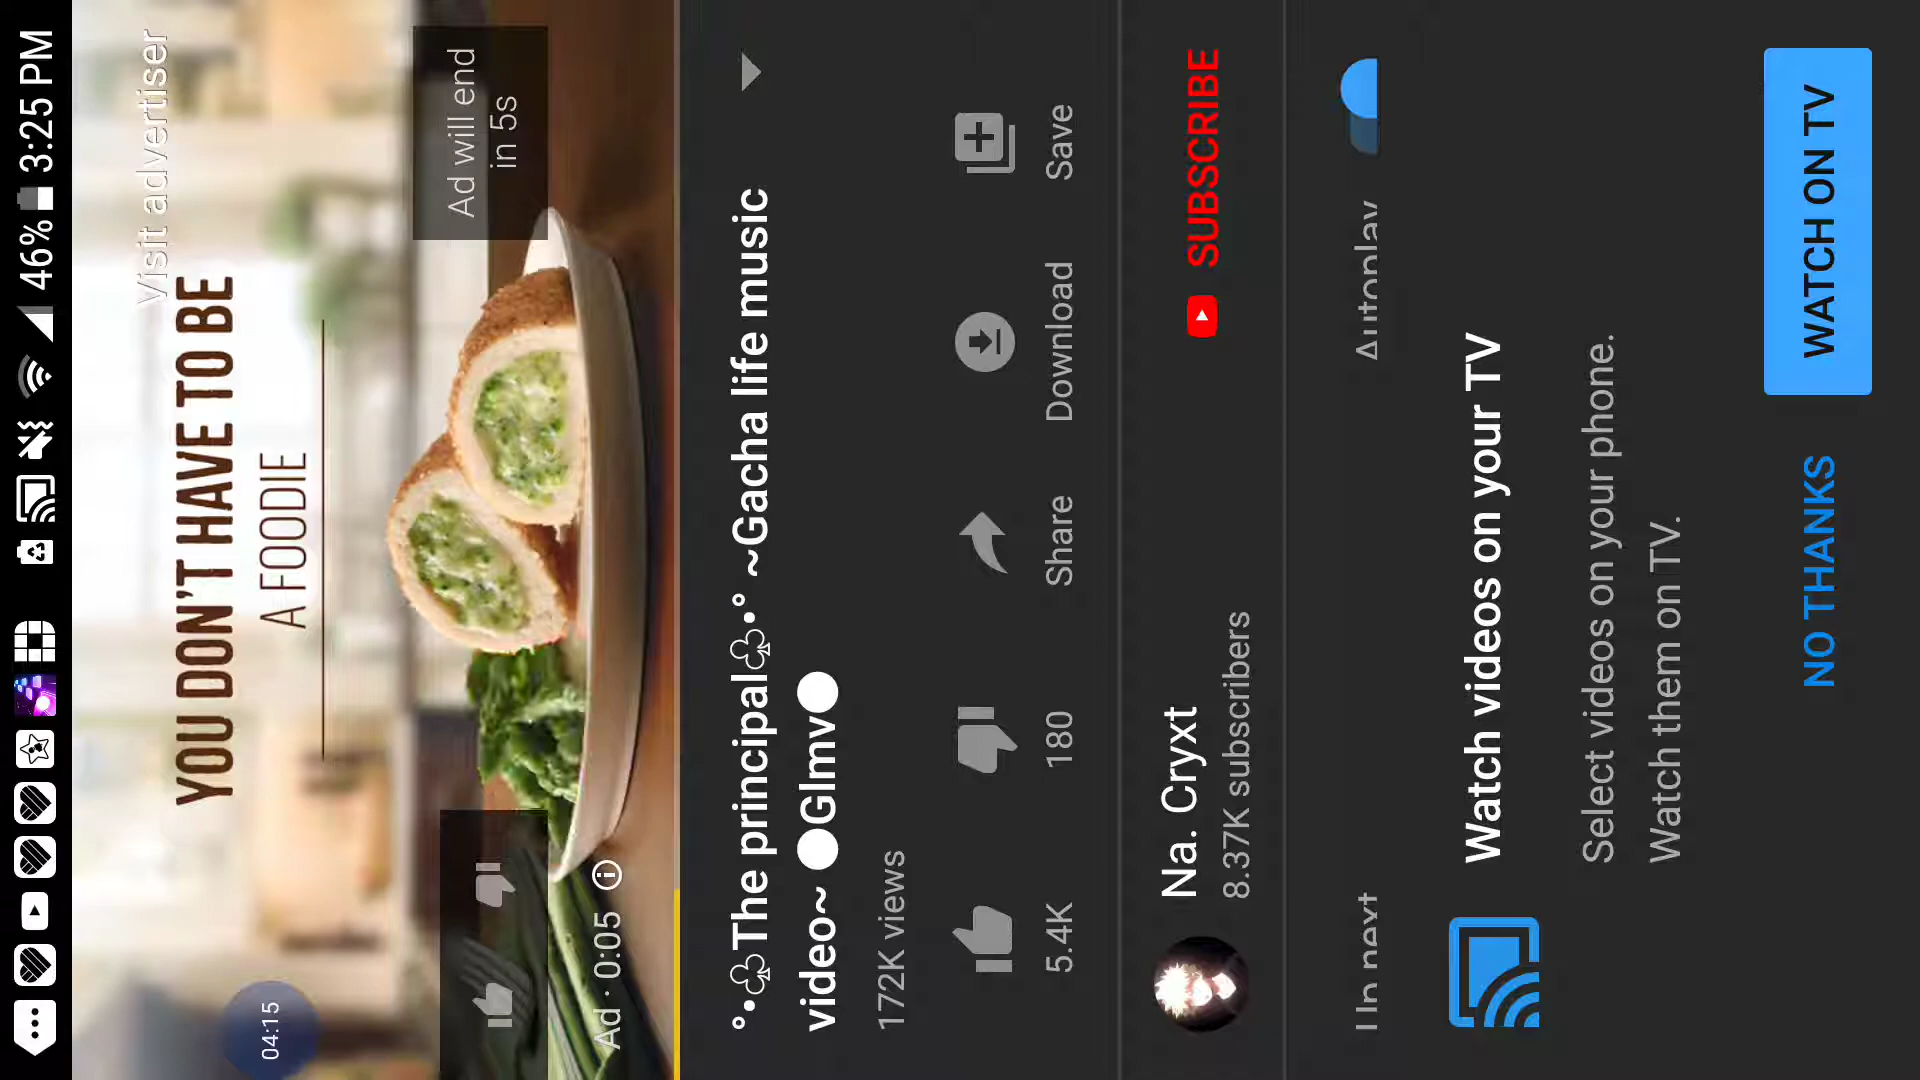 46% 3:25 PM
Visit advertiser
YOU DON'T HAVE TO BE
A FOODIE
Ad will end
in 5s
04:15
Ad · 0:05
°•♧The principal♧•° ~Gacha life music
video~ ●Glmv●
172K views
5.4K
180
Share
Download
Save
Na. Cryxt
8.37K subscribers
SUBSCRIBE
Up next
Autoplay
Watch videos on your TV
Select videos on your phone.
Watch them on TV.
NO THANKS
WATCH ON TV